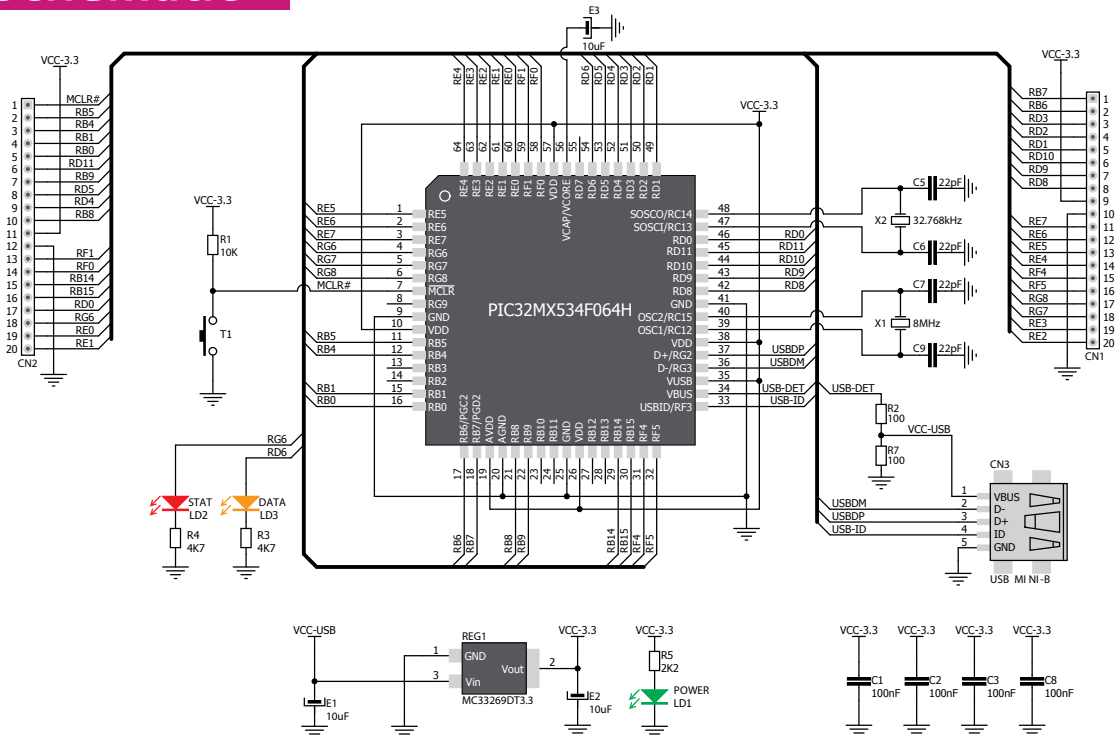 E3
10uF
VCC-3.3
VCC-3.3
VCC-3.3
RE4
RE3
RE2
RE1
RE0
RF1
RF0
RD6
RD5
RD4
RD3
RD2
RD1
1 MCLR#
2 RB5
3 RB4
4 RB1
5 RB0
6 RD11
7 RB9
8 RD5
9 RD4
10 RB8
11
12
13 RF1
14 RF0
15 RB14
16 RB15
17 RD0
18 RG6
19 RE0
20 RE1
CN2
RB7 1
RB6 2
RD3 3
RD2 4
RD1 5
RD10 6
RD9 7
RD8 8
9
10
RE7 11
RE6 12
RE5 13
RE4 14
RF4 15
RF5 16
RG8 17
RG7 18
RE3 19
RE2 20
CN1
VCC-3.3
R1
10K
T1
64 63 62 61 60 59 58 57 56 55 54 53 52 51 50 49
RE4 RE3 RE2 RE1 RE0 RF1 RF0 VDD VCAP/VCORE RD7 RD6 RD5 RD4 RD3 RD2 RD1
RE5 1 RE5
RE6 2 RE6
RE7 3 RE7
RG6 4 RG6
RG7 5 RG7
RG8 6 RG8
MCLR# 7 MCLR
8 RG9
9 GND
10 VDD
RB5 11 RB5
RB4 12 RB4
13 RB3
14 RB2
RB1 15 RB1
RB0 16 RB0
PIC32MX534F064H
SOSCO/RC14 48
SOSCI/RC13 47
RD0 46 RD0
RD11 45 RD11
RD10 44 RD10
RD9 43 RD9
RD8 42 RD8
GND 41
OSC2/RC15 40
OSC1/RC12 39
VDD 38
D+/RG2 37 USBDP
D-/RG3 36 USBDM
VUSB 35
VBUS 34 USB-DET
USBID/RF3 33 USB-ID
RB6/PGC2 RB7/PGD2 AVDD AGND RB8 RB9 RB10 RB11 GND VDD RB12 RB13 RB14 RB15 RF4 RF5
17 18 19 20 21 22 23 24 25 26 27 28 29 30 31 32
RB6 RB7 RB8 RB9 RB14 RB15 RF4 RF5
C5 22pF
X2 32.768kHz
C6 22pF
C7 22pF
X1 8MHz
C9 22pF
USB-DET
R2
100
VCC-USB
R7
100
CN3
1 VBUS
USBDM 2 D-
USBDP 3 D+
USB-ID 4 ID
5 GND
USB MINI-B
RG6
RD6
STAT
LD2
DATA
LD3
R4
4K7
R3
4K7
VCC-USB
E1
10uF
REG1
1 GND
Vout 2
3 Vin
MC33269DT3.3
VCC-3.3
E2
10uF
VCC-3.3
R5
2K2
POWER
LD1
VCC-3.3 VCC-3.3 VCC-3.3 VCC-3.3
C1 C2 C3 C8
100nF 100nF 100nF 100nF